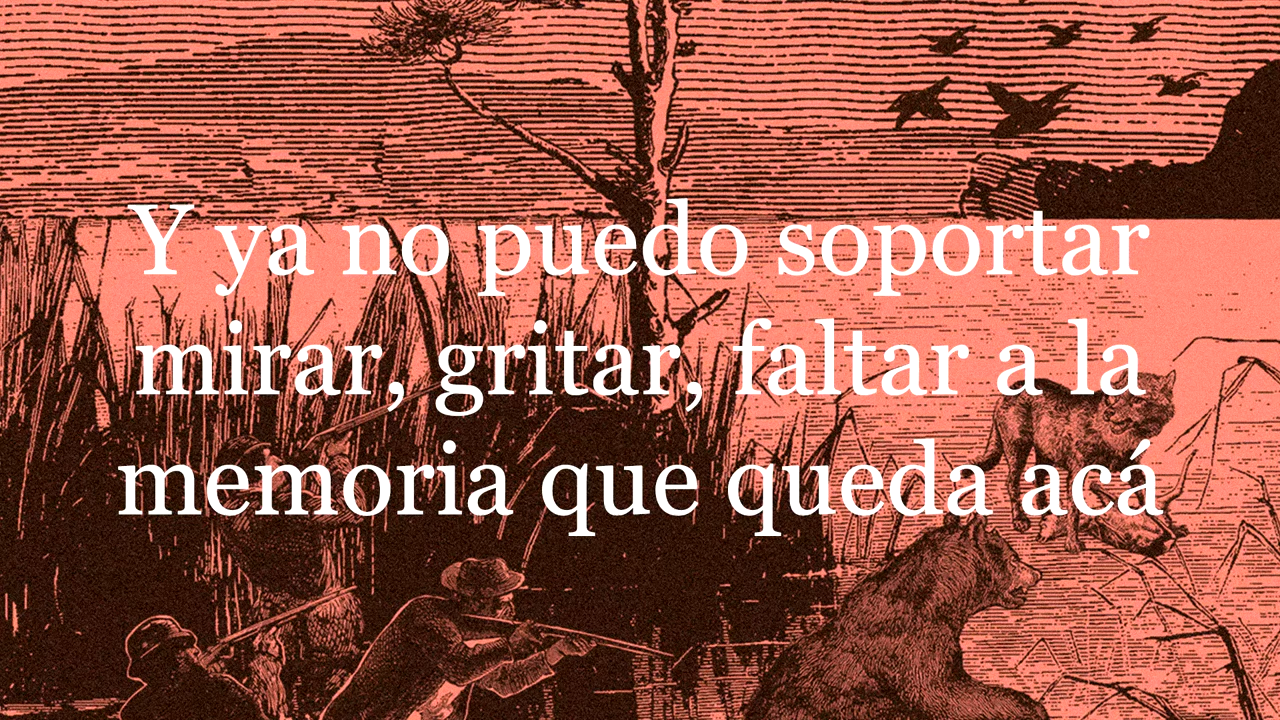 Y ya no puedo soportar
mirar, gritar, faltar a la
memoria que queda acá